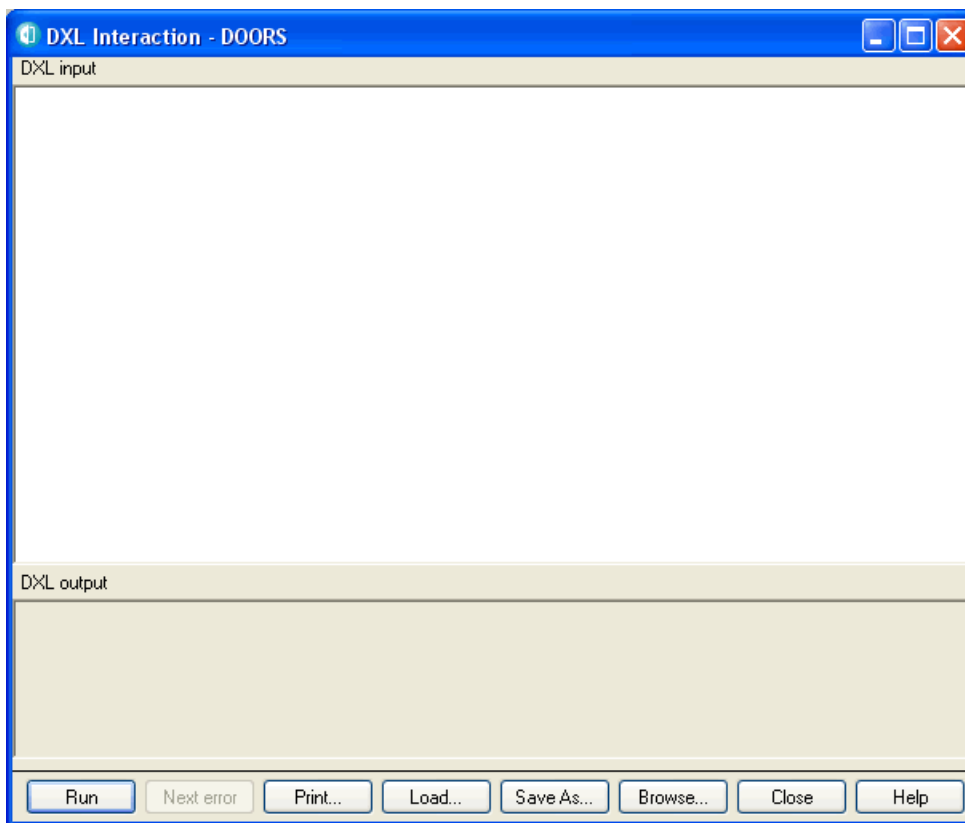 DXL Interaction - DOORS
DXL input
DXL output
Run Next error Print... Load... Save As... Browse... Close Help